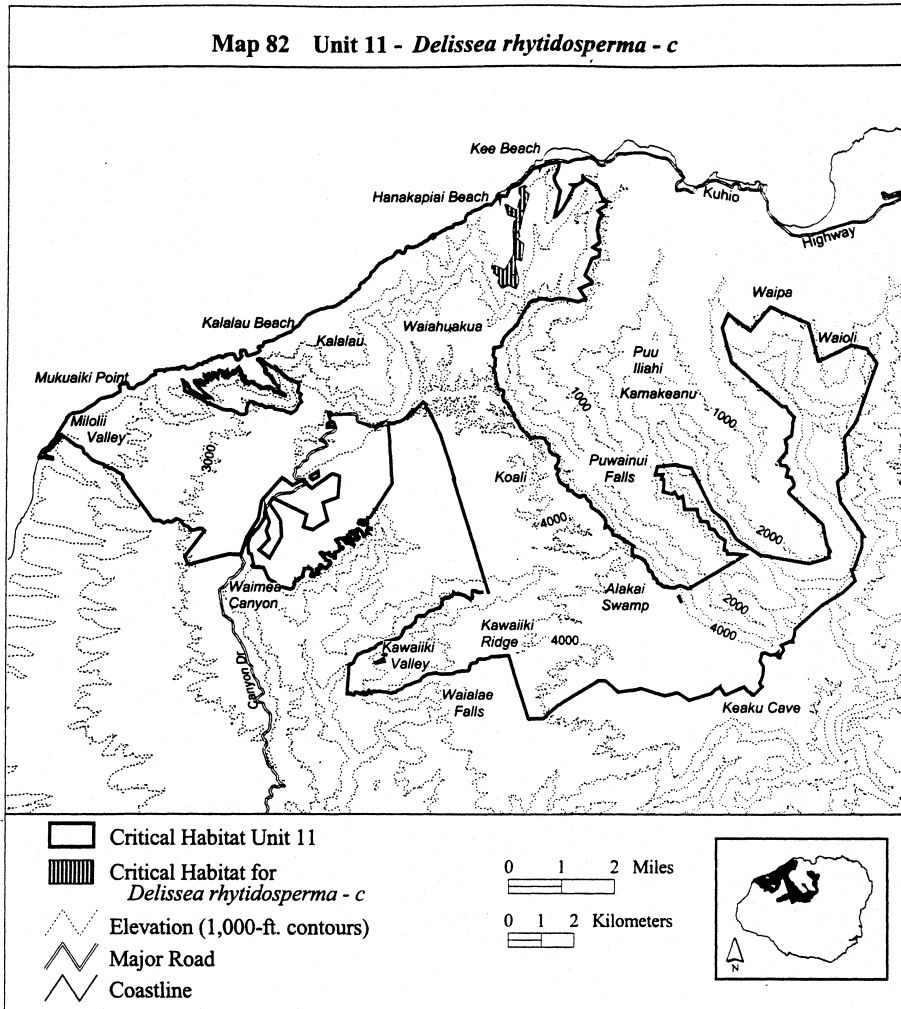 Map 82 Unit 11 - Delissea rhytidosperma - c
Kee Beach
Hanakapiai Beach
Kuhio
Highway
Waipa
Kalalau Beach
Kalalau
Waiahuakua
Waioli
Puu
Iliahi
Mukuaiki Point
Kamakeanu
1000
1000
Milolii
Valley
3000
Puwainui
Falls
Koali
4000
2000
Waimea
Canyon
Alakai
Swamp
2000
4000
Kawaiiki
Ridge
4000
Kawaiiki
Valley
Canyon Dr
Waialae
Falls
Keaku Cave
Critical Habitat Unit 11
Critical Habitat for
Delissea rhytidosperma - c
Elevation (1,000-ft. contours)
Major Road
Coastline
0 1 2 Miles
0 1 2 Kilometers
N